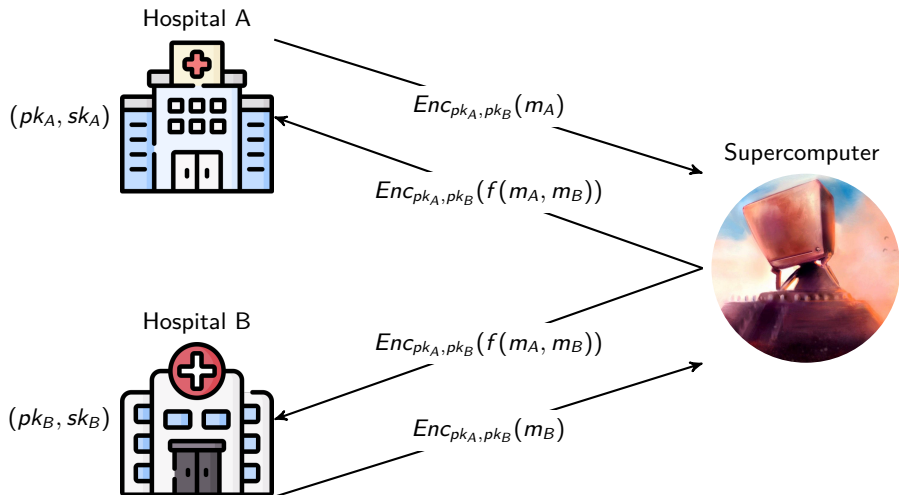 Hospital A
(pk_A, sk_A)
Enc_{pk_A,pk_B}(m_A)
Supercomputer
Enc_{pk_A,pk_B}(f(m_A, m_B))
Hospital B
Enc_{pk_A,pk_B}(f(m_A, m_B))
(pk_B, sk_B)
Enc_{pk_A,pk_B}(m_B)